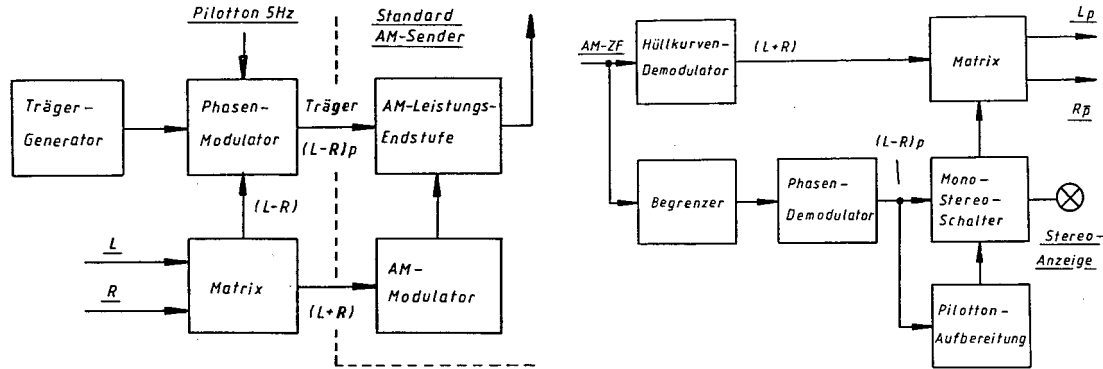 Pilotton 5Hz
Standard
AM-Sender
Träger-
Generator
Phasen-
Modulator
Träger
(L-R)p
AM-Leistungs-
Endstufe
(L-R)
L
R
Matrix
(L+R)
AM-
Modulator
AM-ZF
Hüllkurven-
Demodulator
(L+R)
Matrix
Lp
Rp̅
(L-R)p
Begrenzer
Phasen-
Demodulator
Mono-
Stereo-
Schalter
Stereo-
Anzeige
Pilotton-
Aufbereitung